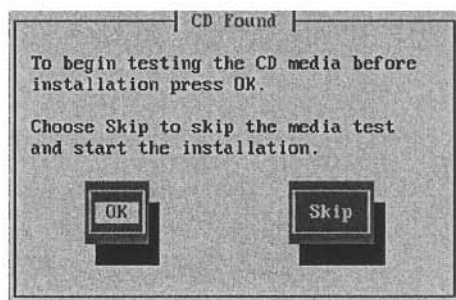 CD Found
To begin testing the CD media before
installation press OK.
Choose Skip to skip the media test
and start the installation.
OK
Skip